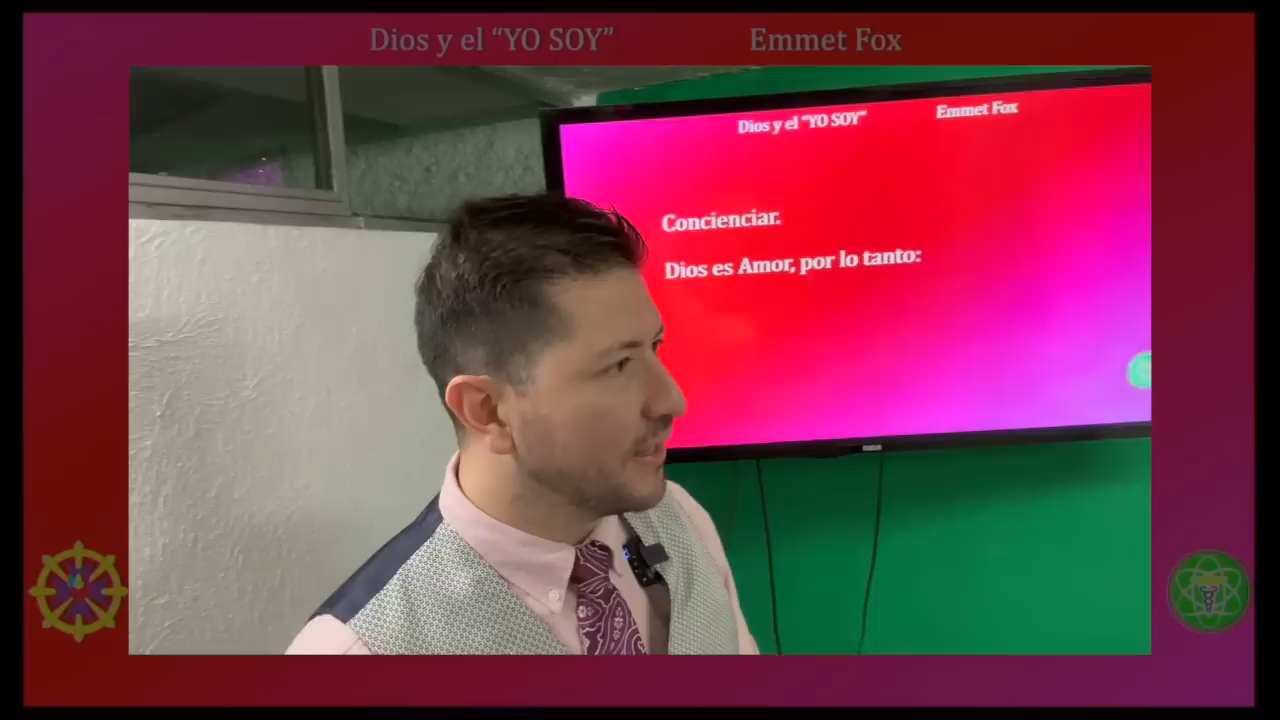 Dios y el “YO SOY” Emmet Fox
Dios y el “YO SOY” Emmet Fox
Concienciar.
Dios es Amor, por lo tanto: